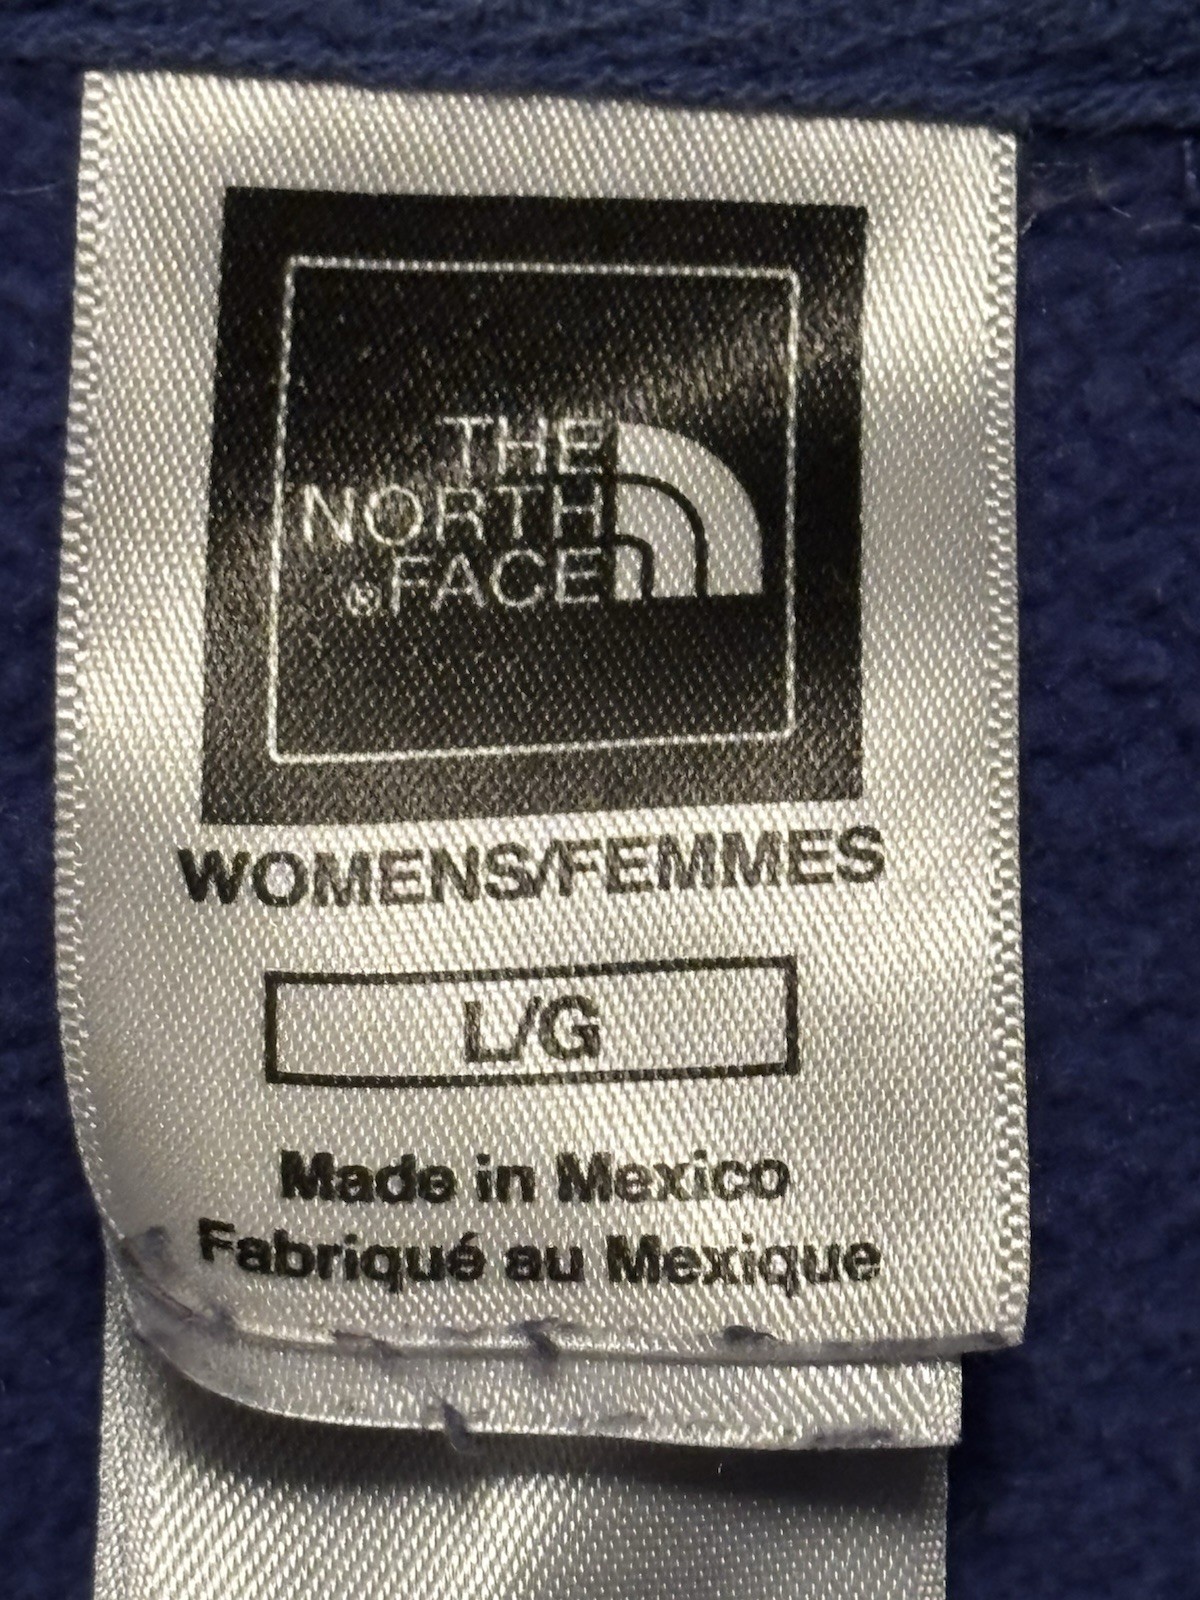 THE
NORTH
®FACE
WOMENS/FEMMES
L/G
Made in Mexico
Fabriqué au Mexique